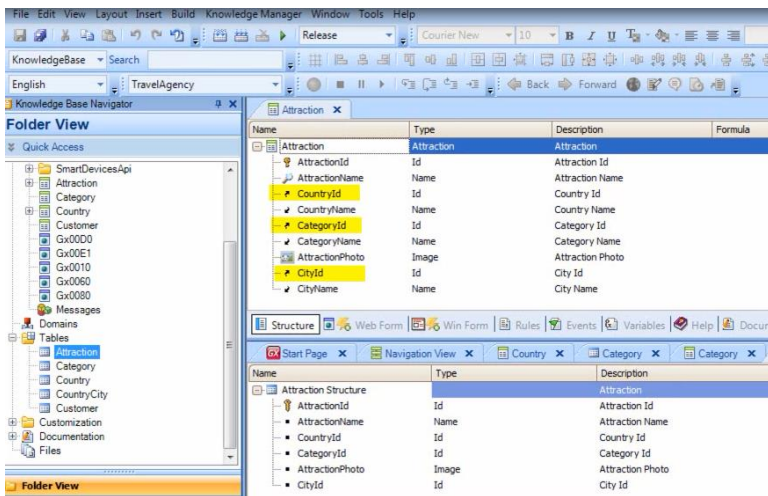 File Edit View Layout Insert Build Knowledge Manager Window Tools Help
Release Courier New 10 B I U
KnowledgeBase Search
English TravelAgency Back Forward
Knowledge Base Navigator
Folder View
Quick Access
SmartDevicesApi
Attraction
Category
Country
Customer
Gx00D0
Gx00E1
Gx0010
Gx0060
Gx0080
Messages
Domains
Tables
Attraction
Category
Country
CountryCity
Customer
Customization
Documentation
Files
Folder View
Attraction
Name Type Description Formula
Attraction Attraction Attraction
AttractionId Id Attraction Id
AttractionName Name Attraction Name
CountryId Id Country Id
CountryName Name Country Name
CategoryId Id Category Id
CategoryName Name Category Name
AttractionPhoto Image Attraction Photo
CityId Id City Id
CityName Name City Name
Structure Web Form Win Form Rules Events Variables Help Docur
GX Start Page Navigation View Country Category Category
Name Type Description
Attraction Structure Attraction
AttractionId Id Attraction Id
AttractionName Name Attraction Name
CountryId Id Country Id
CategoryId Id Category Id
AttractionPhoto Image Attraction Photo
CityId Id City Id